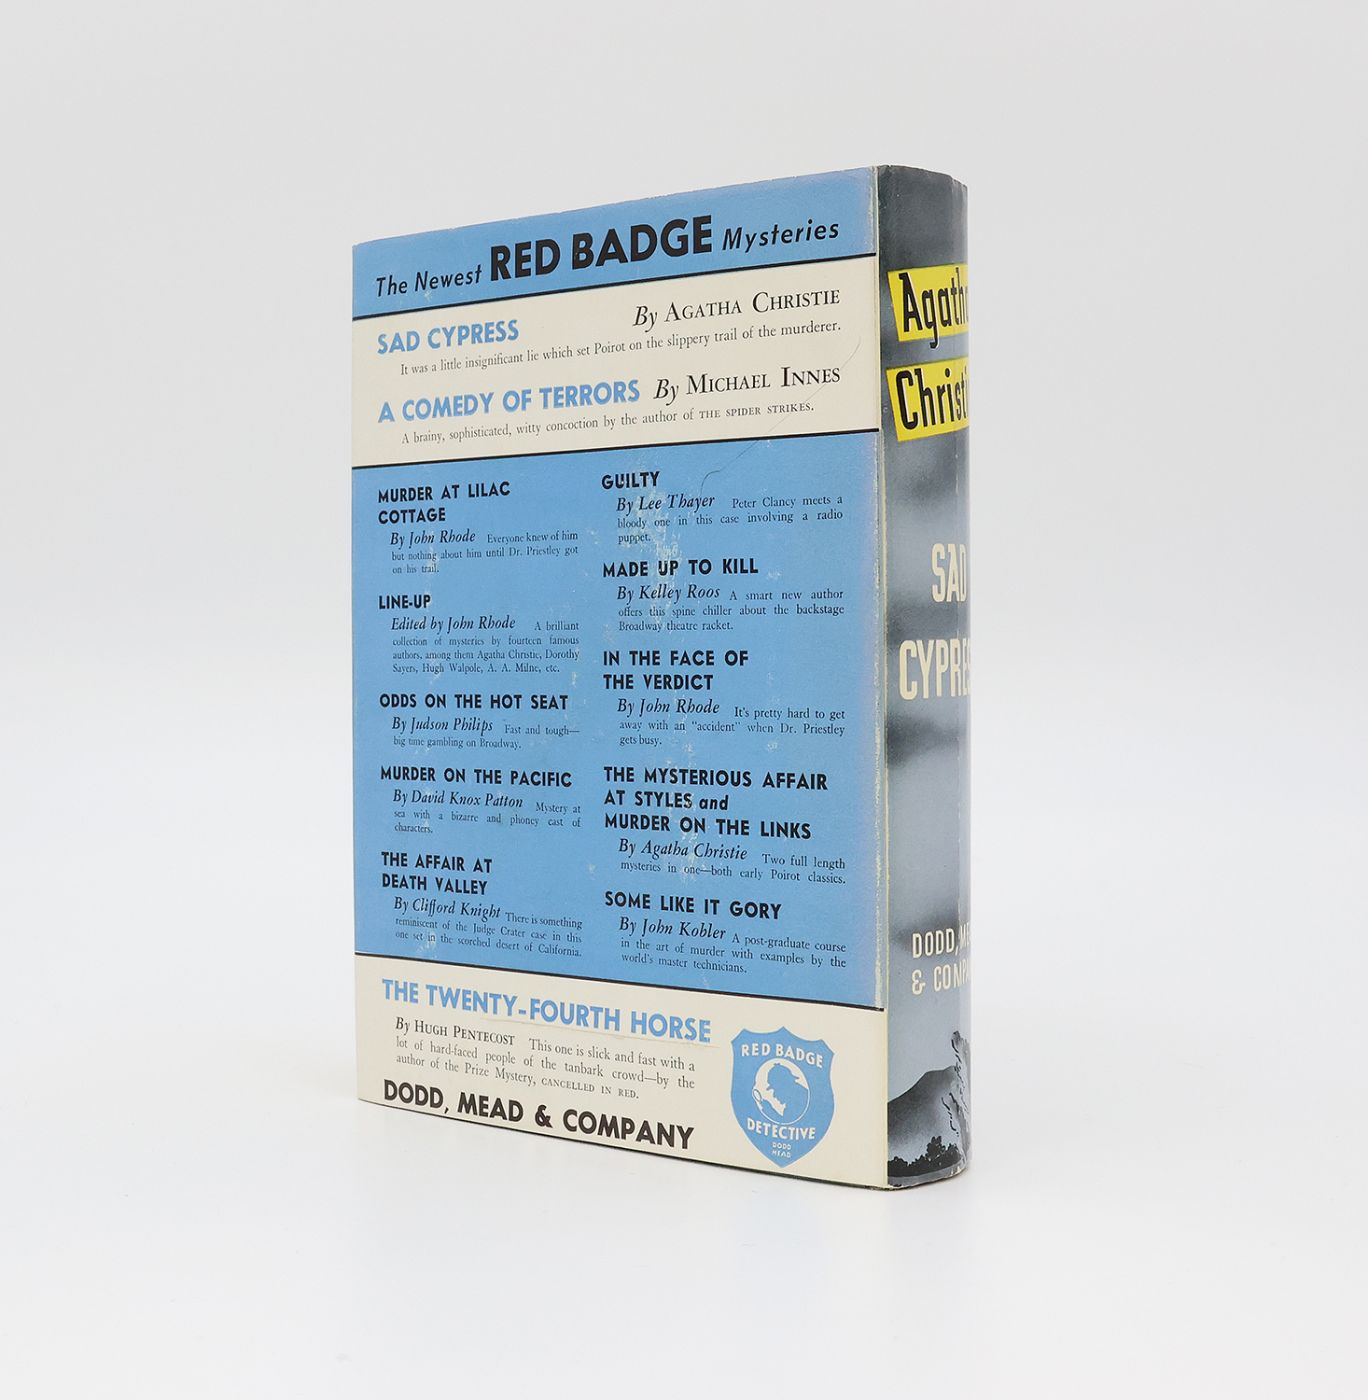 The Newest RED BADGE Mysteries
SAD CYPRESS By AGATHA CHRISTIE
It was a little insignificant lie which set Poirot on the slippery trail of the murderer.
A COMEDY OF TERRORS By MICHAEL INNES
A brainy, sophisticated, witty concoction by the author of THE SPIDER STRIKES.
MURDER AT LILAC
COTTAGE
By John Rhode Everyone knew of him
but nothing about him until Dr. Priestley got
on his trail.
LINE-UP
Edited by John Rhode A brilliant
collection of mysteries by fourteen famous
authors, among them Agatha Christie, Dorothy
Sayers, Hugh Walpole, A. A. Milne, etc.
ODDS ON THE HOT SEAT
By Judson Philips Fast and tough—
big time gambling on Broadway.
MURDER ON THE PACIFIC
By David Knox Patton Mystery at
sea with a bizarre and phoney cast of
characters.
THE AFFAIR AT
DEATH VALLEY
By Clifford Knight There is something
reminiscent of the Judge Crater case in this
one set in the scorched desert of California.
GUILTY
By Lee Thayer Peter Clancy meets a
bloody one in this case involving a radio
puppet.
MADE UP TO KILL
By Kelley Roos A smart new author
offers this spine chiller about the backstage
Broadway theatre racket.
IN THE FACE OF
THE VERDICT
By John Rhode It's pretty hard to get
away with an "accident" when Dr. Priestley
gets busy.
THE MYSTERIOUS AFFAIR
AT STYLES and
MURDER ON THE LINKS
By Agatha Christie Two full length
mysteries in one—both early Poirot classics.
SOME LIKE IT GORY
By John Kobler A post-graduate course
in the art of murder with examples by the
world's master technicians.
THE TWENTY-FOURTH HORSE
By HUGH PENTECOST This one is slick and fast with a
lot of hard-faced people of the tanbark crowd—by the
author of the Prize Mystery, CANCELLED IN RED.
DODD, MEAD & COMPANY
RED BADGE
DETECTIVE
DODD
MEAD
Agatha
Christi
SAD
CYPRES
DODD, ME
& COMPA